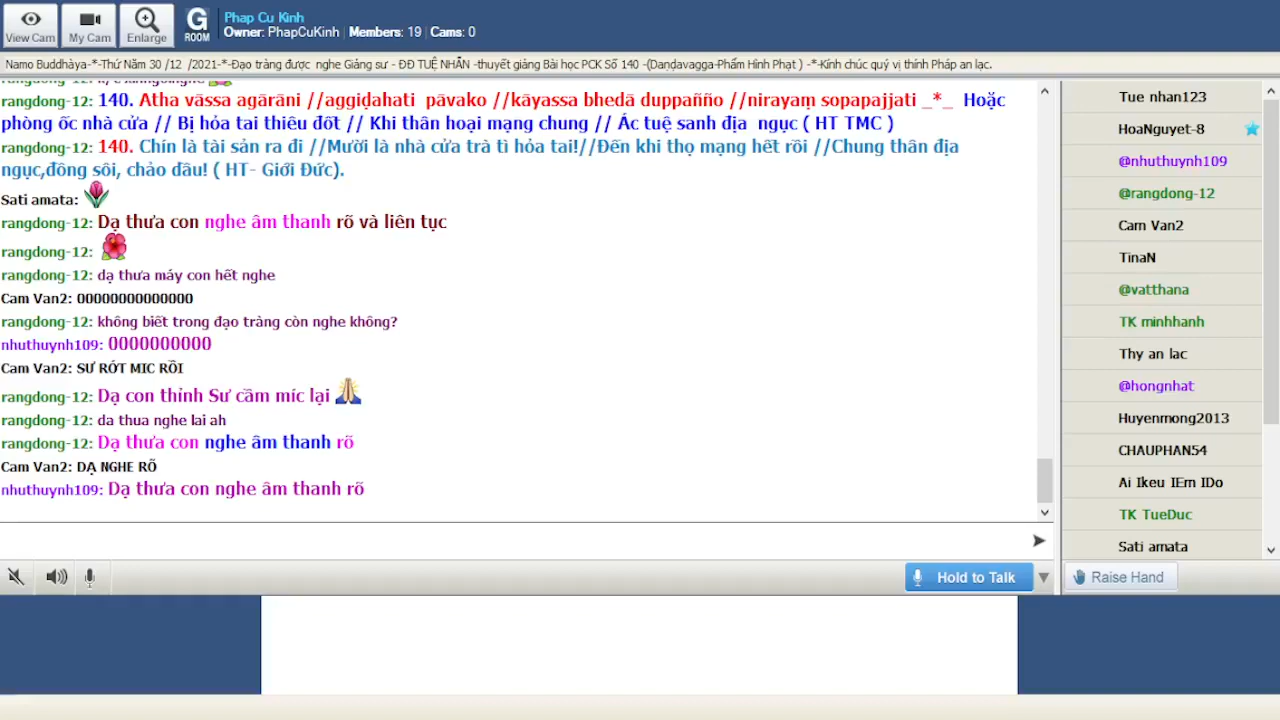 View Cam
My Cam
Enlarge
G
ROOM
Phap Cu Kinh
Owner: PhapCuKinh | Members: 19 | Cams: 0
Namo Buddhàya-*-Thứ Năm 30 /12 /2021-*-Đạo tràng được nghe Giảng sư - ĐĐ TUỆ NHẪN -thuyết giảng Bài học PCK Số 140 -(Daṇḍavagga-Phẩm Hình Phạt ) -*-Kính chúc quý vị thính Pháp an lạc.
rangdong-12: 140. Atha vāssa agārāni //aggiḍahati pāvako //kāyassa bhedā duppañño //nirayaṃ sopapajjati _*_ Hoặc
phòng ốc nhà cửa // Bị hỏa tai thiêu đốt // Khi thân hoại mạng chung // Ác tuệ sanh địa ngục ( HT TMC )
rangdong-12: 140. Chín là tài sản ra đi //Mười là nhà cửa trà tì hỏa tai!//Đến khi thọ mạng hết rồi //Chung thân địa
ngục,đồng sôi, chảo dầu! ( HT- Giới Đức).
Sati amata:
rangdong-12: Dạ thưa con nghe âm thanh rõ và liên tục
rangdong-12:
rangdong-12: dạ thưa máy con hết nghe
Cam Van2: 00000000000000
rangdong-12: không biết trong đạo tràng còn nghe không?
nhuthuynh109: 0000000000
Cam Van2: SƯ RỚT MIC RỒI
rangdong-12: Dạ con thỉnh Sư cầm míc lại
rangdong-12: da thua nghe lai ah
rangdong-12: Dạ thưa con nghe âm thanh rõ
Cam Van2: DẠ NGHE RÕ
nhuthuynh109: Dạ thưa con nghe âm thanh rõ
Tue nhan123
HoaNguyet-8
@nhuthuynh109
@rangdong-12
Cam Van2
TinaN
@vatthana
TK minhhanh
Thy an lac
@hongnhat
Huyenmong2013
CHAUPHAN54
Ai Ikeu IEm IDo
TK TueDuc
Sati amata
Hold to Talk
Raise Hand